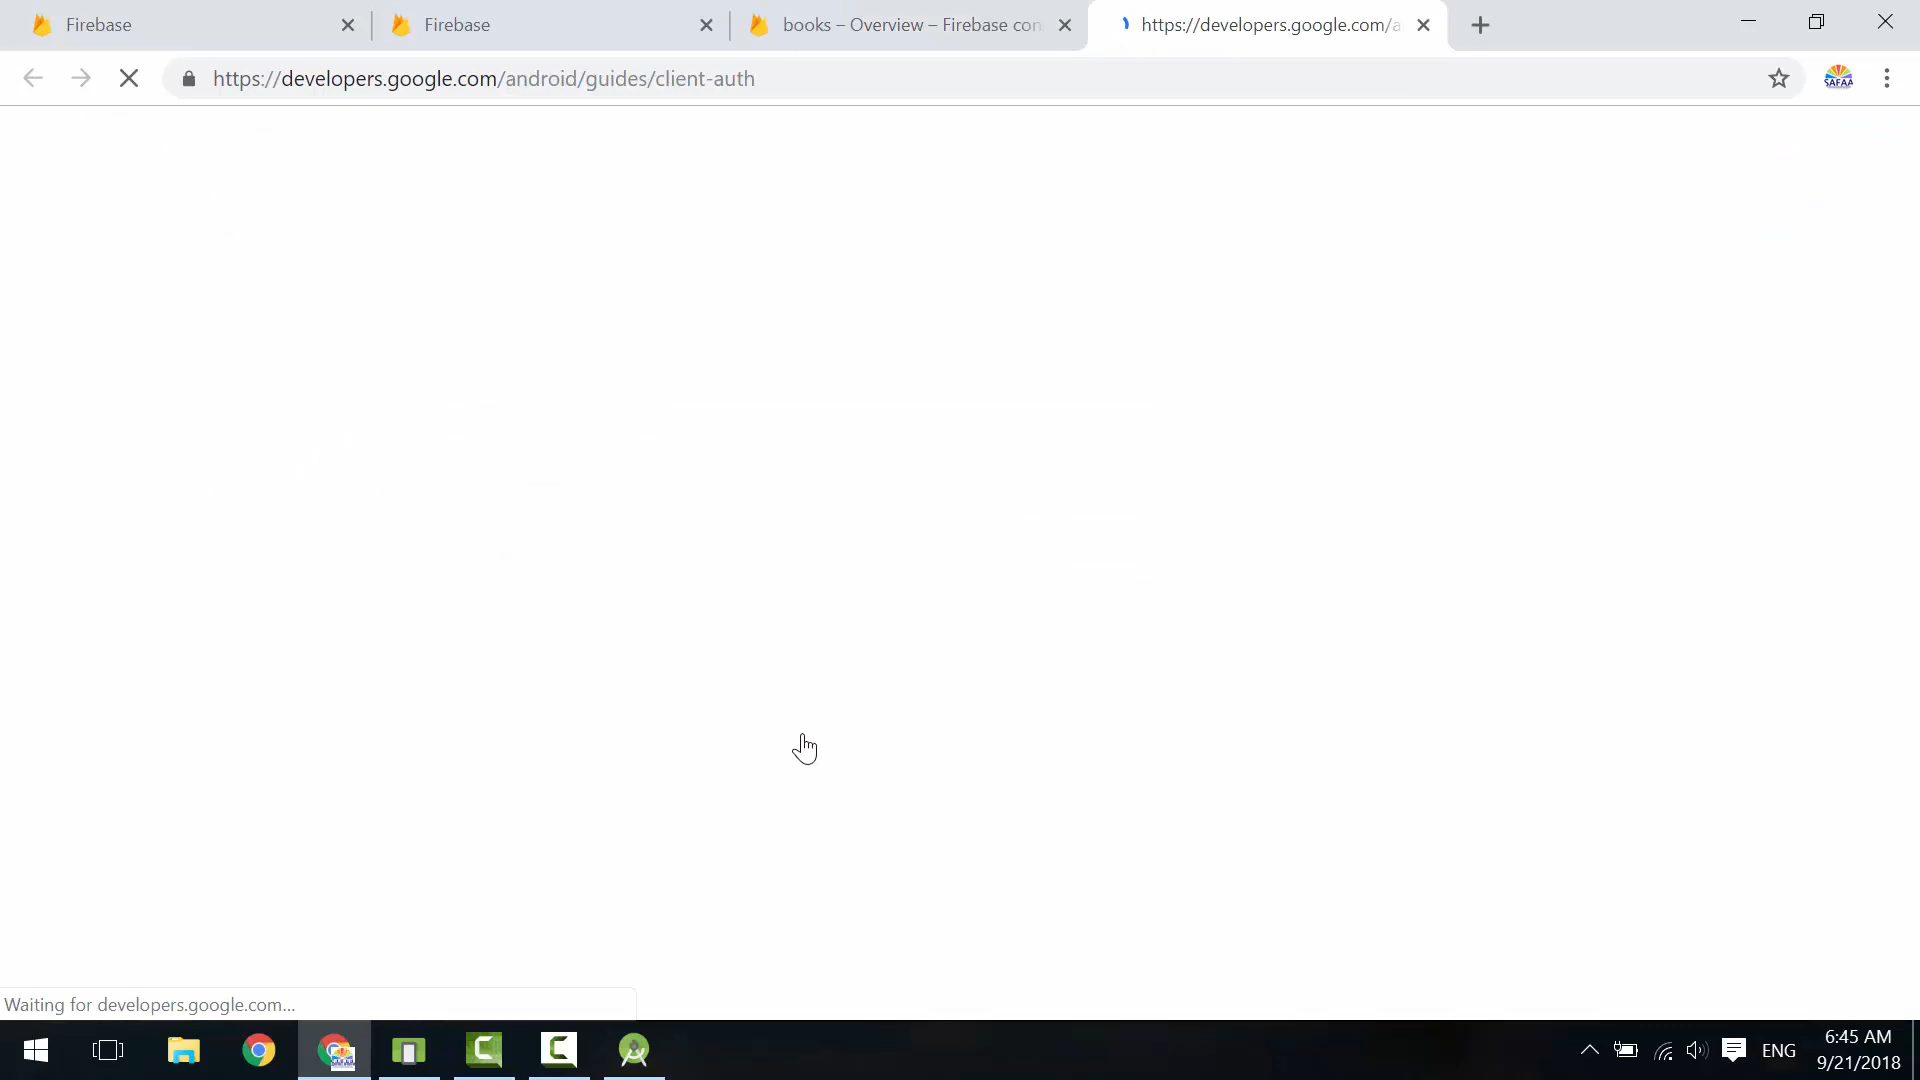 Firebase
Firebase
books – Overview – Firebase con
https://developers.google.com/a
https://developers.google.com/android/guides/client-auth
SAFAA
Waiting for developers.google.com...
ENG
6:45 AM
9/21/2018